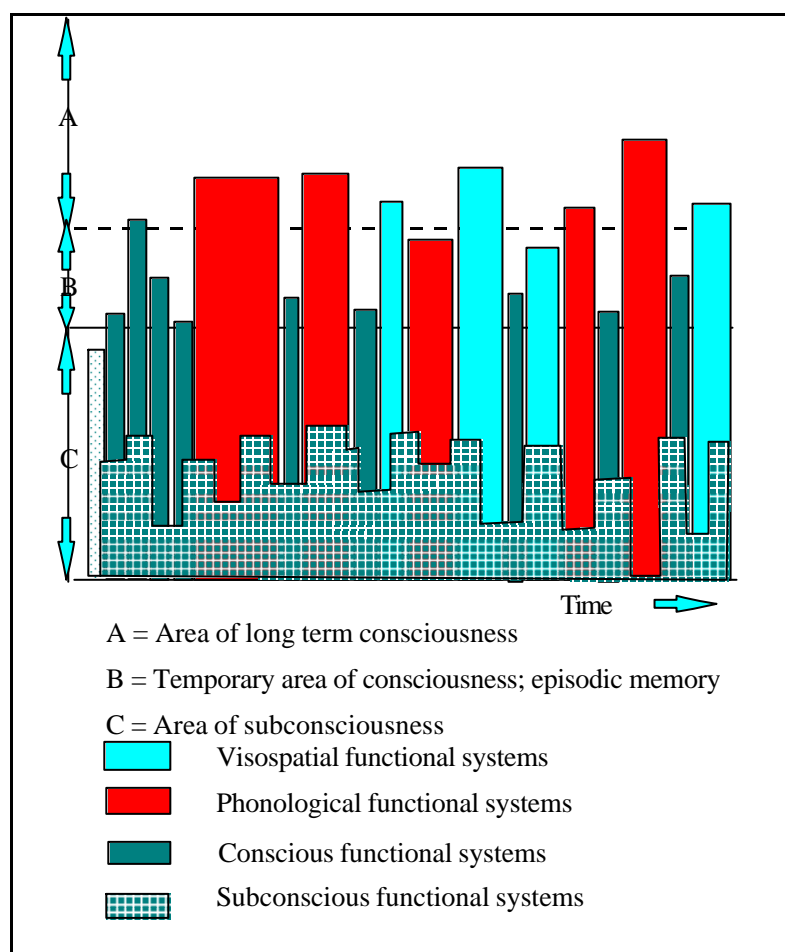 A
B
C
Time
A = Area of long term consciousness
B = Temporary area of consciousness; episodic memory
C = Area of subconsciousness
Visospatial functional systems
Phonological functional systems
Conscious functional systems
Subconscious functional systems